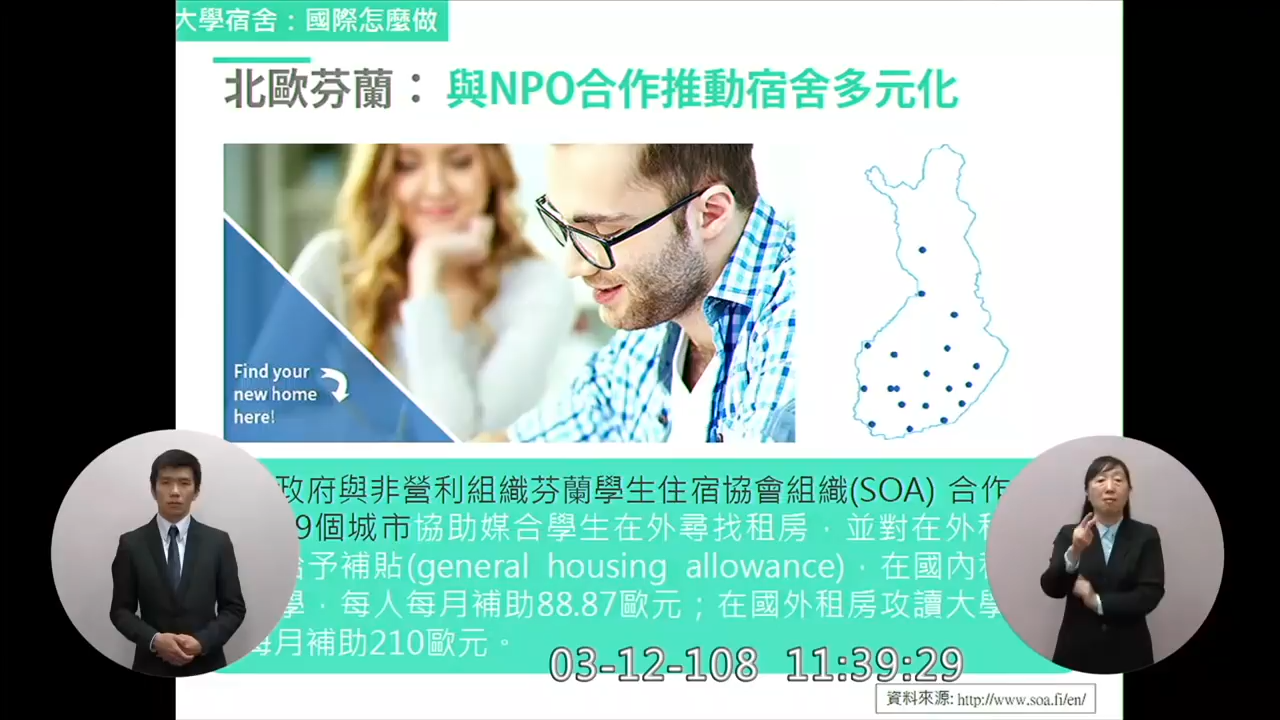 大學宿舍：國際怎麼做
北歐芬蘭：與NPO合作推動宿舍多元化
Find your
new home
here!
政府與非營利組織芬蘭學生住宿協會組織(SOA) 合作
9個城市協助媒合學生在外尋找租房，並對在外
予補貼(general housing allowance)，在國內
學，每人每月補助88.87歐元；在國外租房攻讀大學
每月補助210歐元。
03-12-108 11:39:29
資料來源: http://www.soa.fi/en/